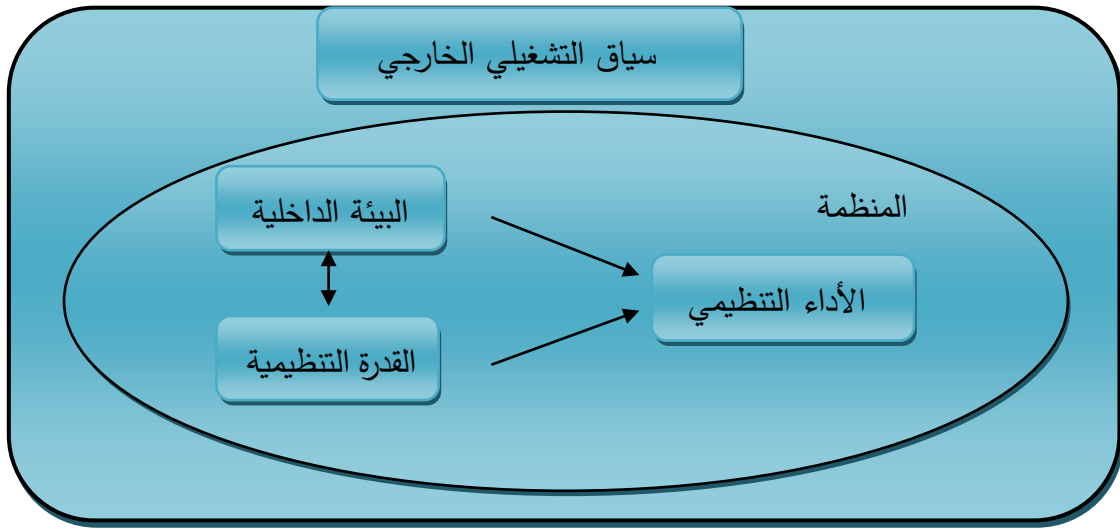 سياق التشغيلي الخارجي
المنظمة
البيئة الداخلية
الأداء التنظيمي
القدرة التنظيمية